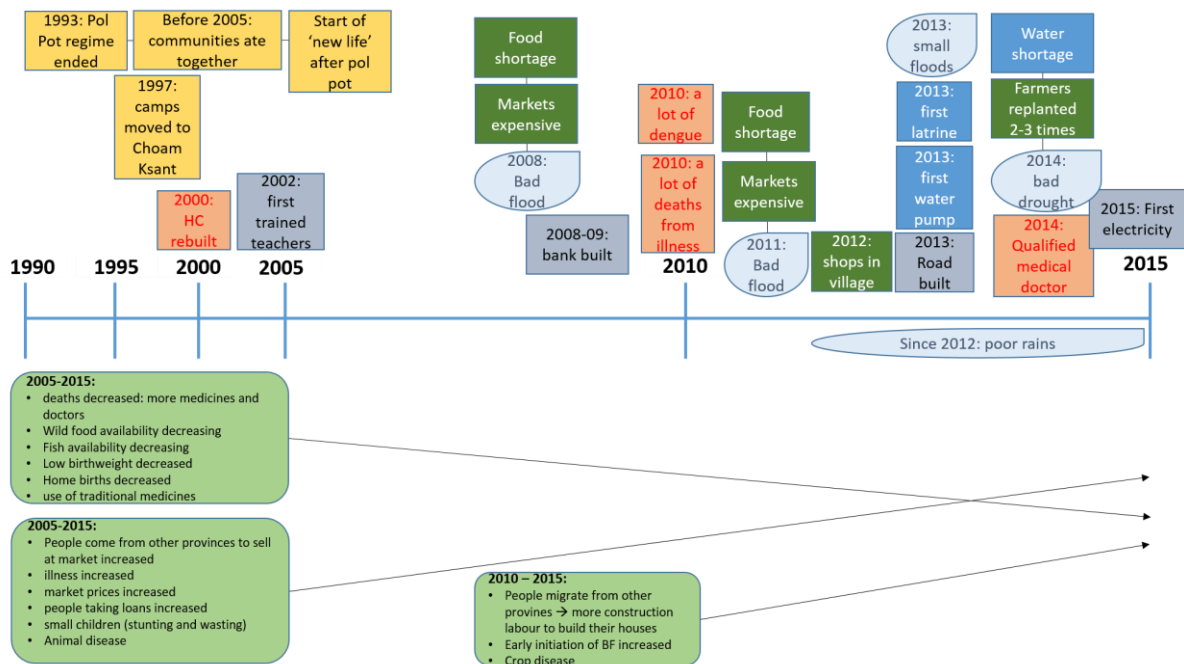 1993: Pol
Pot regime
ended
Before 2005:
communities ate
together
Start of
‘new life’
after pol
pot
1997:
camps
moved to
Choam
Ksant
2000:
HC
rebuilt
2002:
first
trained
teachers
Food
shortage
Markets
expensive
2008:
Bad
flood
2008-09:
bank built
2010: a
lot of
dengue
2010: a
lot of
deaths
from
illness
Food
shortage
Markets
expensive
2011:
Bad
flood
2012:
shops in
village
2013:
small
floods
2013:
first
latrine
2013:
first
water
pump
2013:
Road
built
Water
shortage
Farmers
replanted
2-3 times
2014:
bad
drought
2014:
Qualified
medical
doctor
2015: First
electricity
1990
1995
2000
2005
2010
2015
Since 2012: poor rains
2005-2015:
• deaths decreased: more medicines and
doctors
• Wild food availability decreasing
• Fish availability decreasing
• Low birthweight decreased
• Home births decreased
• use of traditional medicines
2005-2015:
• People come from other provinces to sell
at market increased
• illness increased
• market prices increased
• people taking loans increased
• small children (stunting and wasting)
• Animal disease
2010 – 2015:
• People migrate from other
provines → more construction
labour to build their houses
• Early initiation of BF increased
• Crop disease